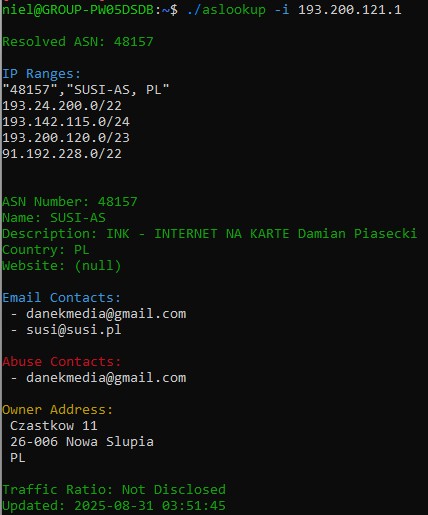 niel@GROUP-PW05DSDB:~$ ./aslookup -i 193.200.121.1
Resolved ASN: 48157
IP Ranges:
"48157","SUSI-AS, PL"
193.24.200.0/22
193.142.115.0/24
193.200.120.0/23
91.192.228.0/22
ASN Number: 48157
Name: SUSI-AS
Description: INK - INTERNET NA KARTE Damian Piasecki
Country: PL
Website: (null)
Email Contacts:
- danekmedia@gmail.com
- susi@susi.pl
Abuse Contacts:
- danekmedia@gmail.com
Owner Address:
Czastkow 11
26-006 Nowa Slupia
PL
Traffic Ratio: Not Disclosed
Updated: 2025-08-31 03:51:45